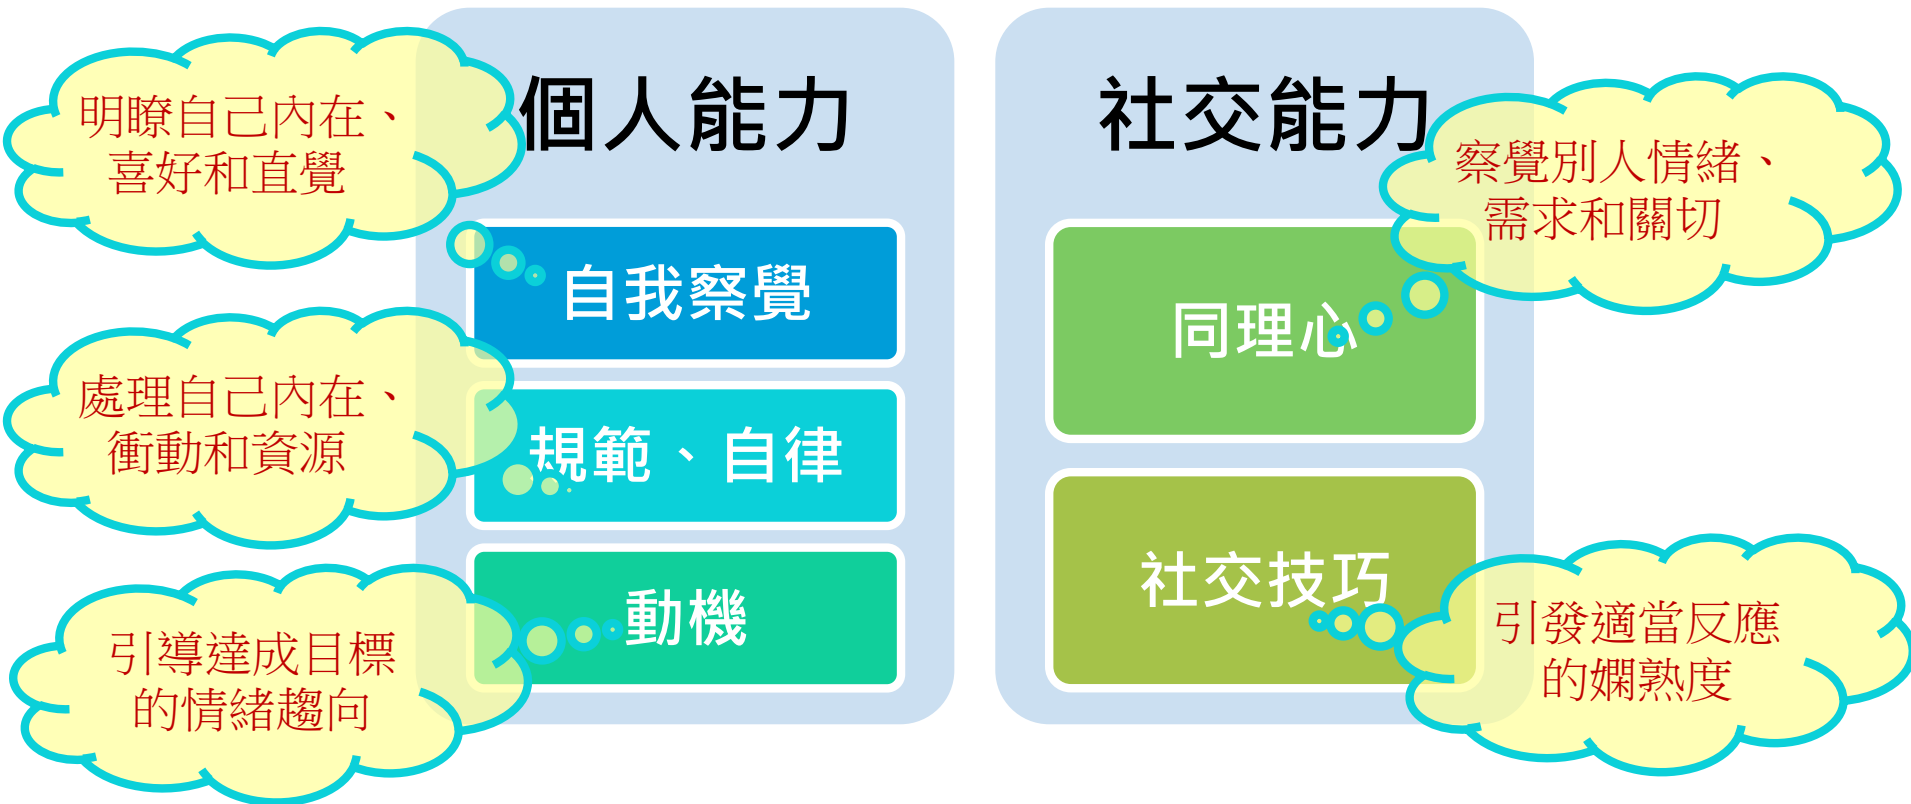 個人能力
明瞭自己內在、
喜好和直覺
自我察覺
處理自己內在、
衝動和資源
規範、自律
引導達成目標
的情緒趨向
動機
社交能力
察覺別人情緒、
需求和關切
同理心
社交技巧
引發適當反應
的嫻熟度